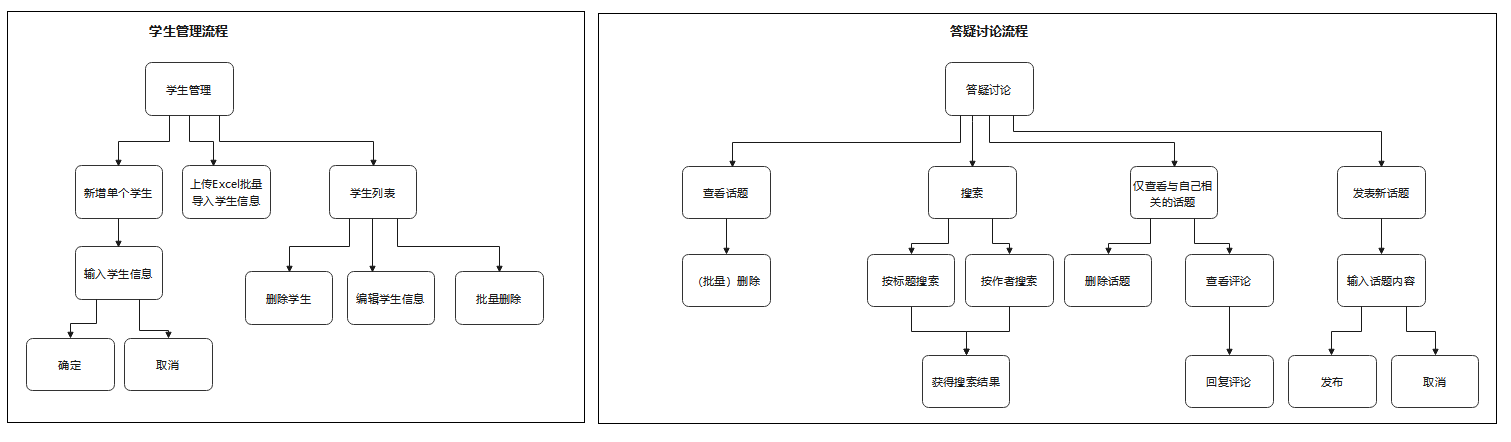 学生管理流程
学生管理
新增单个学生
上传Excel批量
导入学生信息
学生列表
输入学生信息
删除学生
编辑学生信息
批量删除
确定
取消
答疑讨论流程
答疑讨论
查看话题
搜索
仅查看与自己相
关的话题
发表新话题
（批量）删除
按标题搜索
按作者搜索
删除话题
查看评论
输入话题内容
获得搜索结果
回复评论
发布
取消